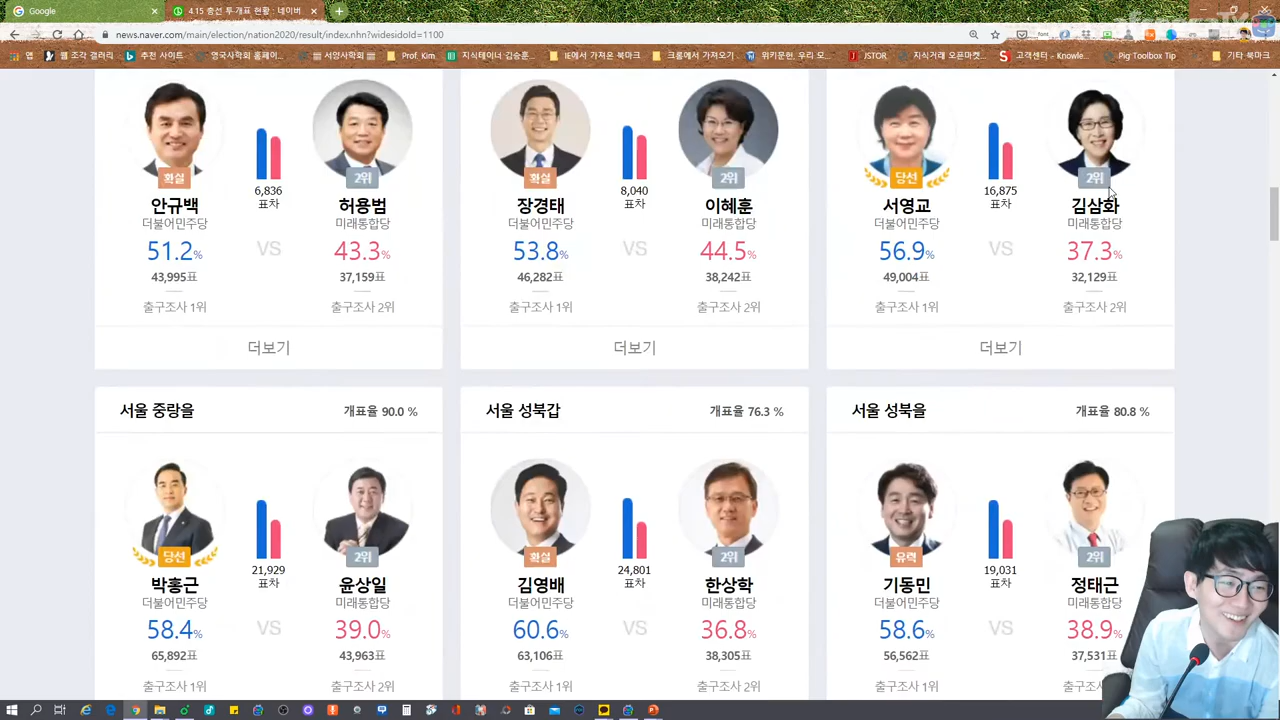 Google
4.15 총선 투개표 현황 : 네이버
news.naver.com/main/election/nation2020/result/index.nhn?widesidoId=1100
앱
웹 조각 갤러리
추천 사이트
영국사학회 홈페이...
서양사학회
Prof. Kim
지식테이너 김승훈...
IE에서 가져온 북마크
크롬에서 가져오기
위키문헌, 우리 모...
JSTOR
지식거래 오픈마켓...
고객센터 - Knowle...
Pig Toolbox Tip
기타 북마크
확실 2위 확실 2위 당선 2위
6,836 표차 8,040 표차 16,875 표차
안규백 허용범 장경태 이혜훈 서영교 김삼화
더불어민주당 미래통합당 더불어민주당 미래통합당 더불어민주당 미래통합당
51.2% VS 43.3% 53.8% VS 44.5% 56.9% VS 37.3%
43,995표 37,159표 46,282표 38,242표 49,004표 32,129표
출구조사 1위 출구조사 2위 출구조사 1위 출구조사 2위 출구조사 1위 출구조사 2위
더보기 더보기 더보기
서울 중랑을 개표율 90.0 % 서울 성북갑 개표율 76.3 % 서울 성북을 개표율 80.8 %
당선 2위 확실 2위 유력 2위
21,929 표차 24,801 표차 19,031 표차
박홍근 윤상일 김영배 한상학 기동민 정태근
더불어민주당 미래통합당 더불어민주당 미래통합당 더불어민주당 미래통합당
58.4% VS 39.0% 60.6% VS 36.8% 58.6% VS 38.9%
65,892표 43,963표 63,106표 38,305표 56,562표 37,531표
출구조사 1위 출구조사 2위 출구조사 1위 출구조사 2위 출구조사 1위 출구조사 2위